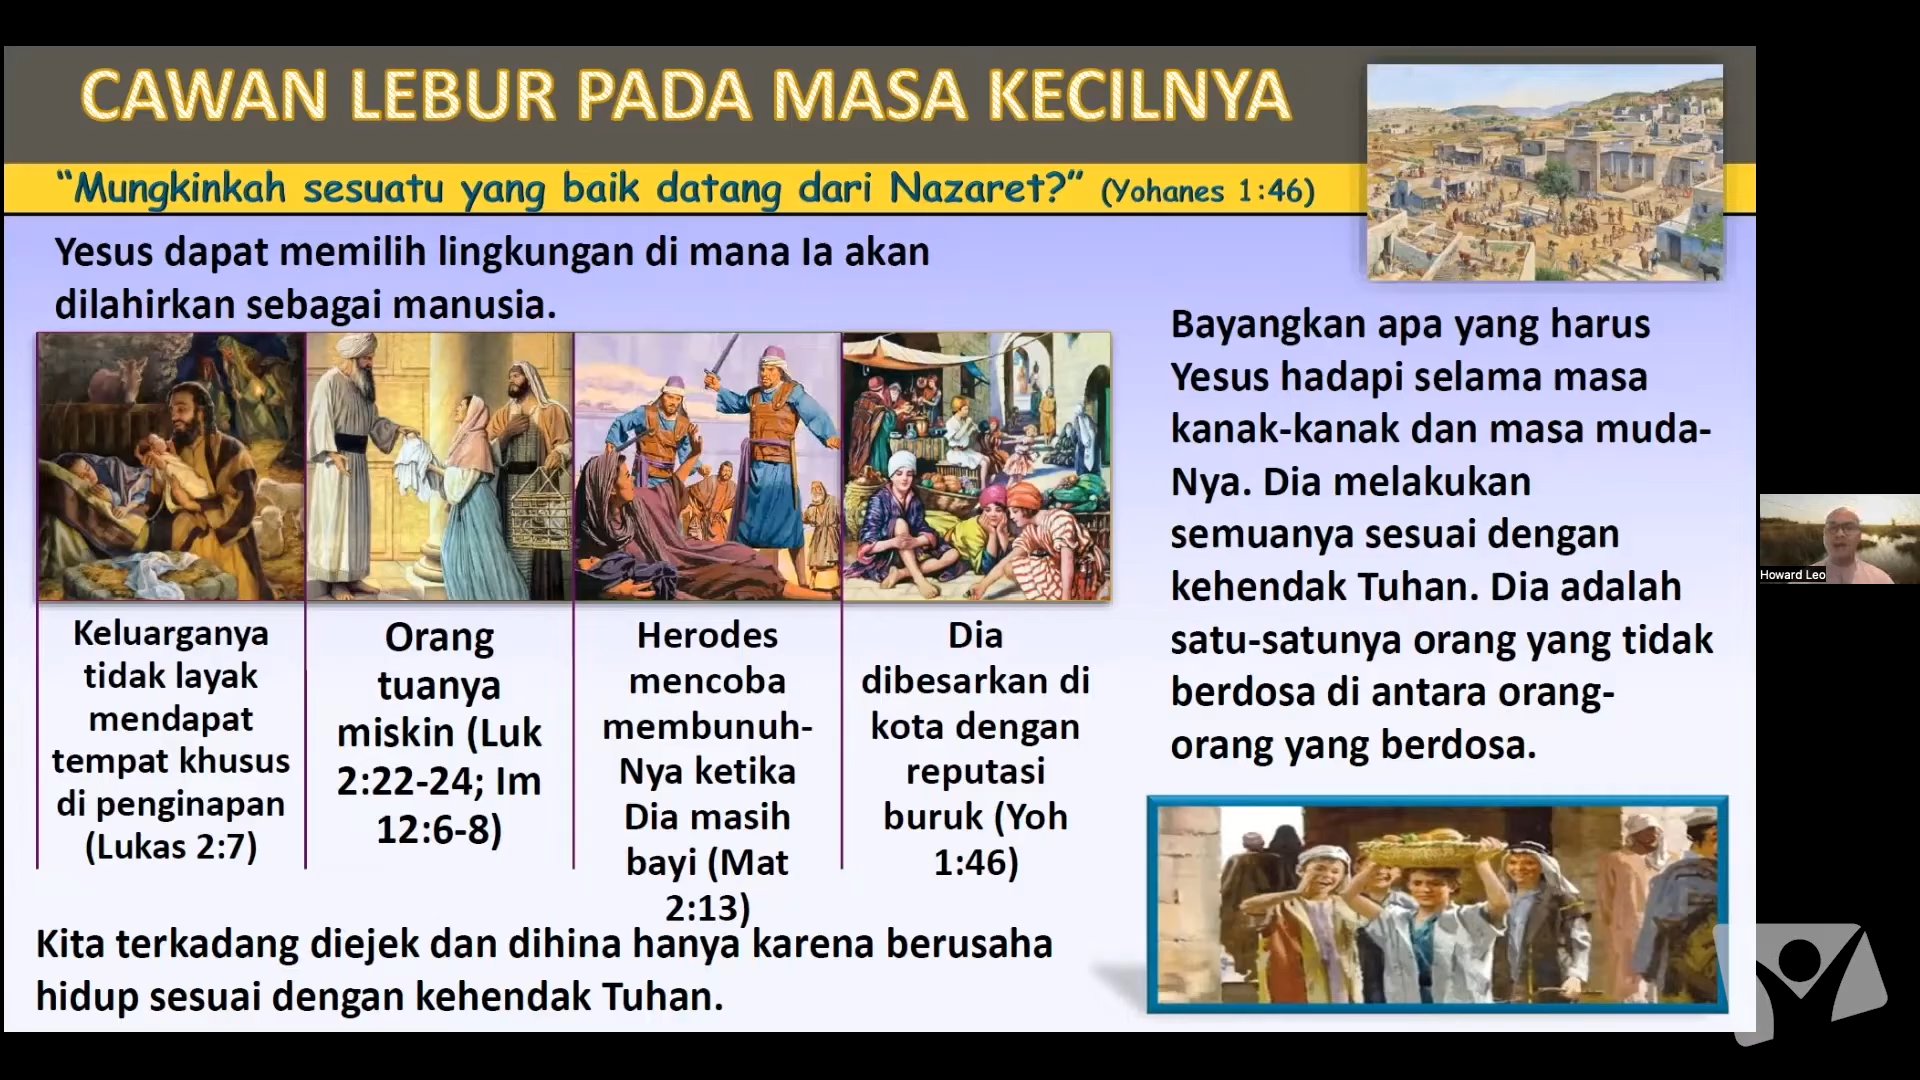 CAWAN LEBUR PADA MASA KECILNYA
“Mungkinkah sesuatu yang baik datang dari Nazaret?” (Yohanes 1:46)
Yesus dapat memilih lingkungan di mana Ia akan
dilahirkan sebagai manusia.
Keluarganya
tidak layak
mendapat
tempat khusus
di penginapan
(Lukas 2:7)
Orang
tuanya
miskin (Luk
2:22-24; Im
12:6-8)
Herodes
mencoba
membunuh-
Nya ketika
Dia masih
bayi (Mat
2:13)
Dia
dibesarkan di
kota dengan
reputasi
buruk (Yoh
1:46)
Kita terkadang diejek dan dihina hanya karena berusaha
hidup sesuai dengan kehendak Tuhan.
Bayangkan apa yang harus
Yesus hadapi selama masa
kanak-kanak dan masa muda-
Nya. Dia melakukan
semuanya sesuai dengan
kehendak Tuhan. Dia adalah
satu-satunya orang yang tidak
berdosa di antara orang-
orang yang berdosa.
Howard Leo